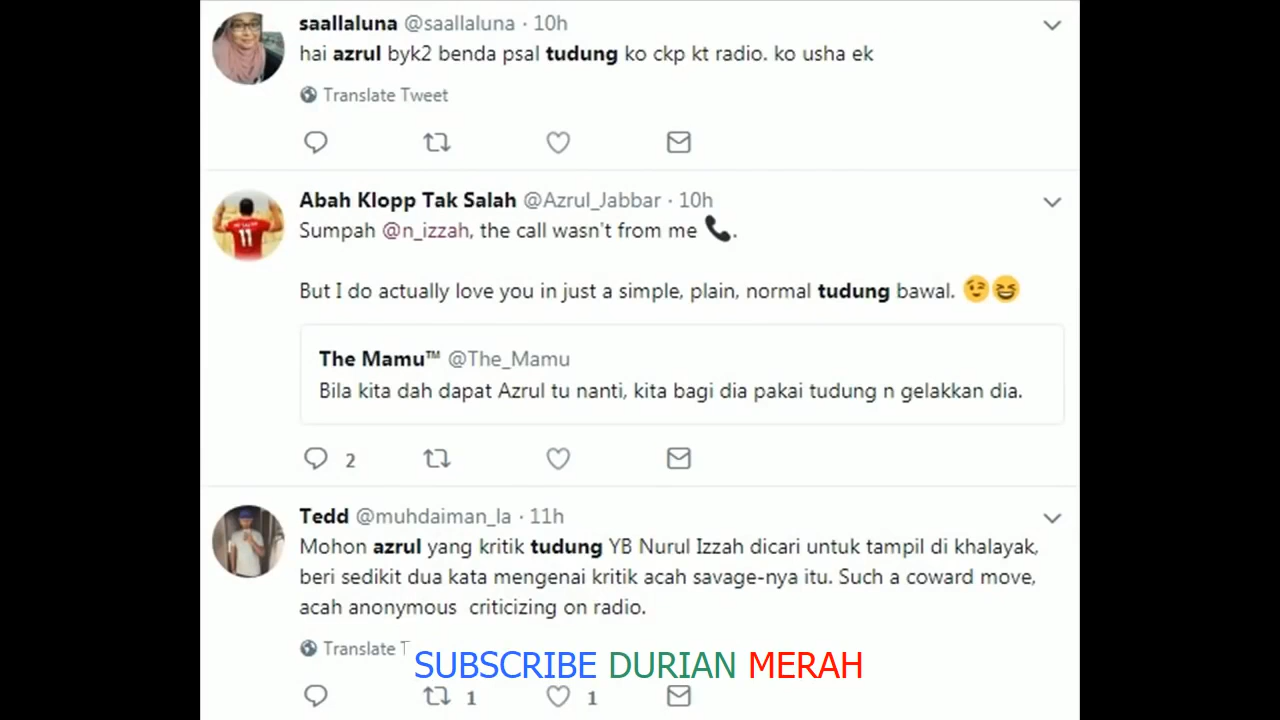 saallaluna @saallaluna · 10h
hai azrul byk2 benda psal tudung ko ckp kt radio. ko usha ek
Translate Tweet
Abah Klopp Tak Salah @Azrul_Jabbar · 10h
Sumpah @n_izzah, the call wasn't from me 📞.
But I do actually love you in just a simple, plain, normal tudung bawal. 😉😆
The Mamu™ @The_Mamu
Bila kita dah dapat Azrul tu nanti, kita bagi dia pakai tudung n gelakkan dia.
2
Tedd @muhdaiman_la · 11h
Mohon azrul yang kritik tudung YB Nurul Izzah dicari untuk tampil di khalayak,
beri sedikit dua kata mengenai kritik acah savage-nya itu. Such a coward move,
acah anonymous criticizing on radio.
Translate T
SUBSCRIBE DURIAN MERAH
1 1